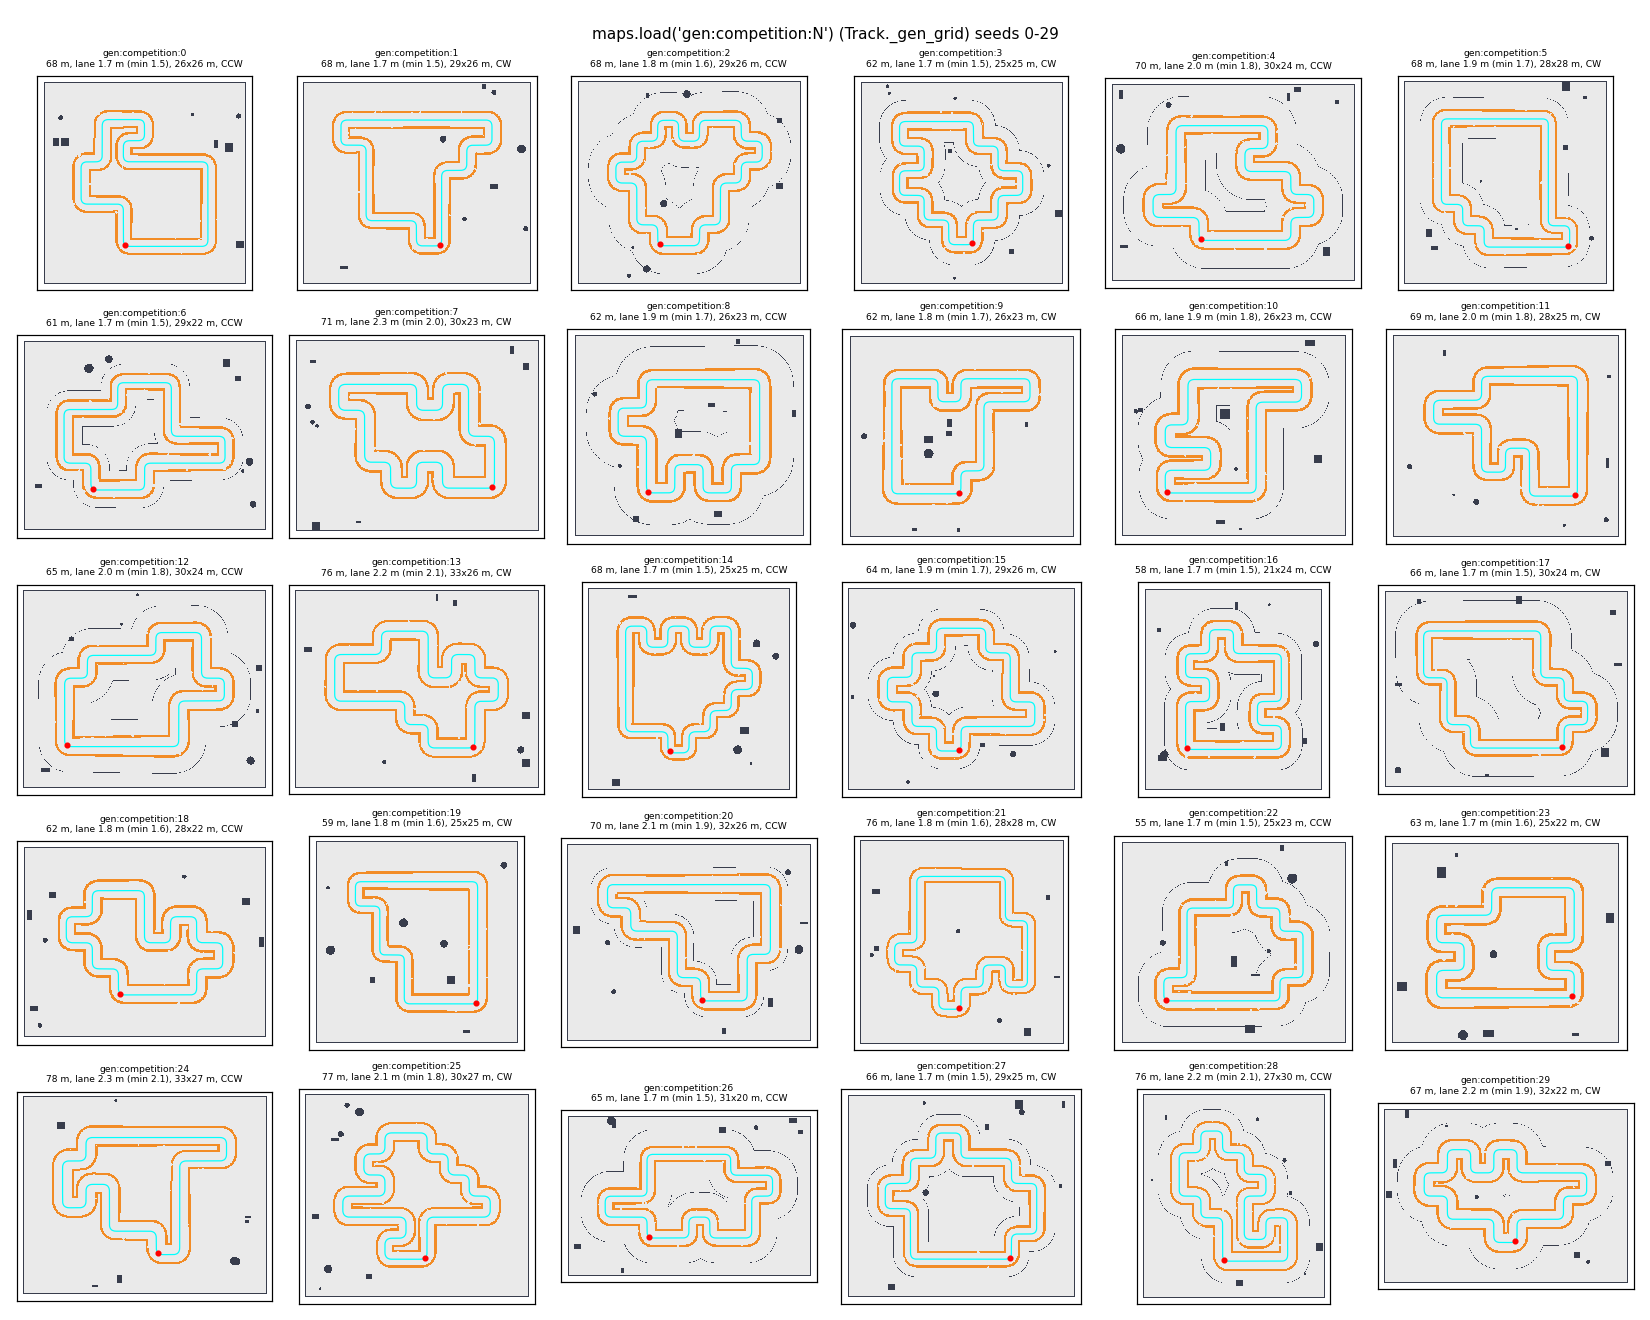 maps.load('gen:competition:N') (Track._gen_grid) seeds 0-29
gen:competition:0
68 m, lane 1.7 m (min 1.5), 26x26 m, CCW
gen:competition:1
68 m, lane 1.7 m (min 1.5), 29x26 m, CW
gen:competition:2
68 m, lane 1.8 m (min 1.6), 29x26 m, CCW
gen:competition:3
62 m, lane 1.7 m (min 1.5), 25x25 m, CW
gen:competition:4
70 m, lane 2.0 m (min 1.8), 30x24 m, CCW
gen:competition:5
68 m, lane 1.9 m (min 1.7), 28x28 m, CW
gen:competition:6
61 m, lane 1.7 m (min 1.5), 29x22 m, CCW
gen:competition:7
71 m, lane 2.3 m (min 2.0), 30x23 m, CW
gen:competition:8
62 m, lane 1.9 m (min 1.7), 26x23 m, CCW
gen:competition:9
62 m, lane 1.8 m (min 1.7), 26x23 m, CW
gen:competition:10
66 m, lane 1.9 m (min 1.8), 26x23 m, CCW
gen:competition:11
69 m, lane 2.0 m (min 1.8), 28x25 m, CW
gen:competition:12
65 m, lane 2.0 m (min 1.8), 30x24 m, CCW
gen:competition:13
76 m, lane 2.2 m (min 2.1), 33x26 m, CW
gen:competition:14
68 m, lane 1.7 m (min 1.5), 25x25 m, CCW
gen:competition:15
64 m, lane 1.9 m (min 1.7), 29x26 m, CW
gen:competition:16
58 m, lane 1.7 m (min 1.5), 21x24 m, CCW
gen:competition:17
66 m, lane 1.7 m (min 1.5), 30x24 m, CW
gen:competition:18
62 m, lane 1.8 m (min 1.6), 28x22 m, CCW
gen:competition:19
59 m, lane 1.8 m (min 1.6), 25x25 m, CW
gen:competition:20
70 m, lane 2.1 m (min 1.9), 32x26 m, CCW
gen:competition:21
76 m, lane 1.8 m (min 1.6), 28x28 m, CW
gen:competition:22
55 m, lane 1.7 m (min 1.5), 25x23 m, CCW
gen:competition:23
63 m, lane 1.7 m (min 1.6), 25x22 m, CW
gen:competition:24
78 m, lane 2.3 m (min 2.1), 33x27 m, CCW
gen:competition:25
77 m, lane 2.1 m (min 1.8), 30x27 m, CW
gen:competition:26
65 m, lane 1.7 m (min 1.5), 31x20 m, CCW
gen:competition:27
66 m, lane 1.7 m (min 1.5), 29x25 m, CW
gen:competition:28
76 m, lane 2.2 m (min 2.1), 27x30 m, CCW
gen:competition:29
67 m, lane 2.2 m (min 1.9), 32x22 m, CW